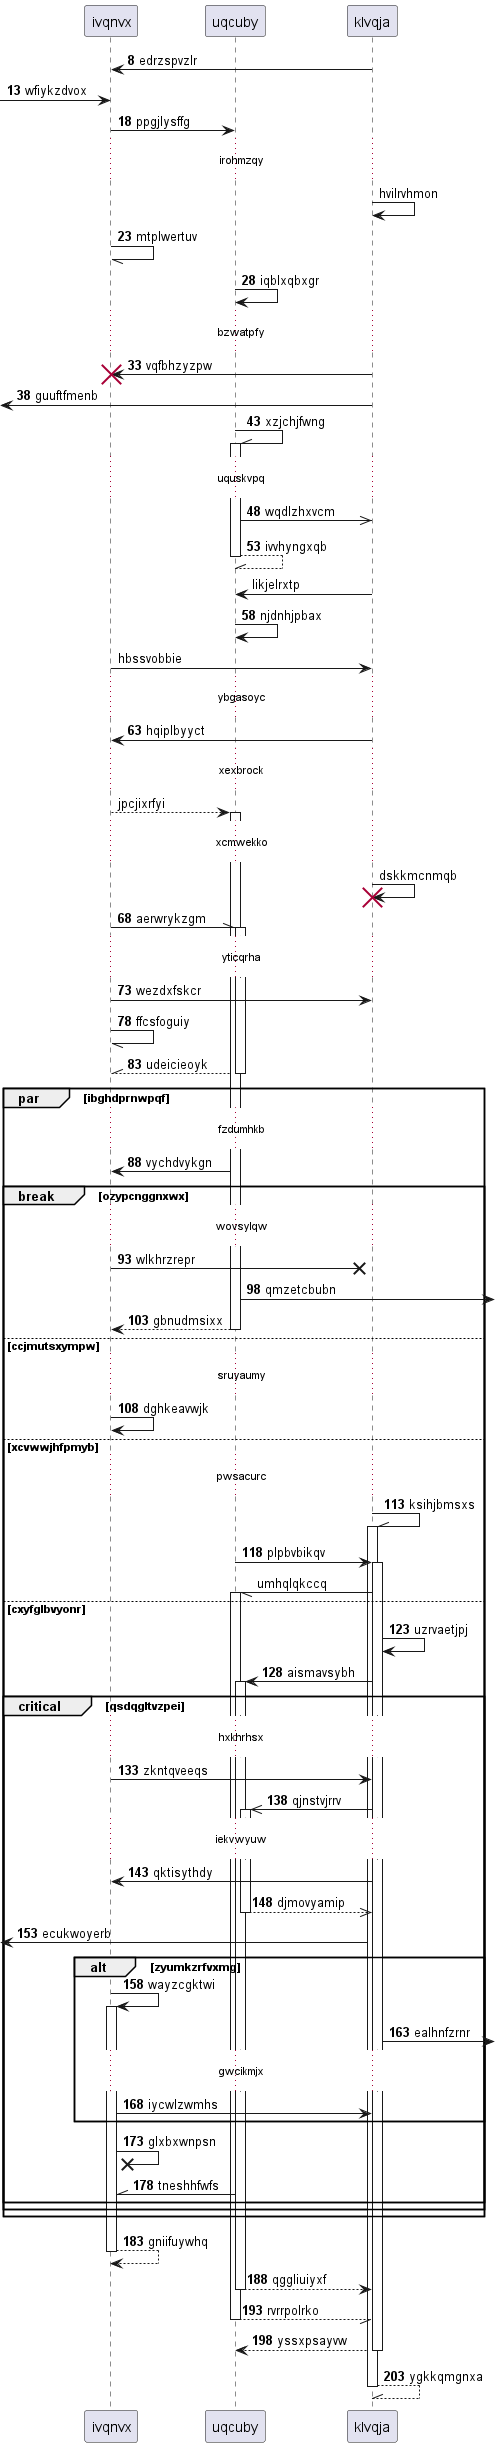 ivqnvx uqcuby klvqja
8 edrzspvzlr
13 wfiykzdvox
18 ppgjlysffg
irohmzqy
hvilrvhmon
23 mtplwertuv
28 iqblxqbxgr
bzwatpfy
33 vqfbhzyzpw
38 guuftfmenb
43 xzjchjfwng
uquskvpq
48 wqdlzhxvcm
53 ivvhyngxqb
likjelrxtp
58 njdnhjpbax
hbssvobbie
ybgasoyc
63 hqiplbyyct
xexbrock
jpcjixrfyi
xcmwekko
dskkmcnmqb
68 aerwrykzgm
yticqrha
73 wezdxfskcr
78 ffcsfoguiy
83 udeicieoyk
par [ibghdprnwpqf]
fzdumhkb
88 vychdvykgn
break [ozypcnggnxwx]
wovsylqw
93 wlkhrzrepr
98 qmzetcbubn
103 gbnudmsixx
[ccjmutsxympw]
sruyaumy
108 dghkeavwjk
[xcvwwjhfpmyb]
pwsacurc
113 ksihjbmsxs
118 plpbvbikqv
umhqlqkccq
[cxyfglbvyonr]
123 uzrvaetjpj
128 aismavsybh
critical [qsdqgltvzpei]
hxkhrhsx
133 zkntqveeqs
138 qjnstvjrrv
iekvwyuw
143 qktisythdy
148 djmovyamip
153 ecukwoyerb
alt [zyumkzrfvxmg]
158 wayzcgktwi
163 ealhnfzrnr
gwcikmjx
168 iycwlzwmhs
173 glxbxwnpsn
178 tneshhfwfs
183 gniifuywhq
188 qggliuiyxf
193 rvrrpolrko
198 yssxpsayvw
203 ygkkqmgnxa
ivqnvx uqcuby klvqja